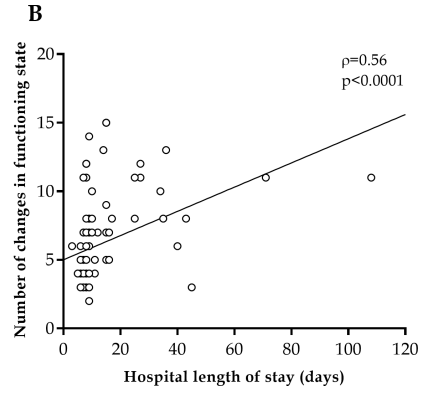 B
Number of changes in functioning state
20
15
10
5
0
ρ=0.56
p<0.0001
0 20 40 60 80 100 120
Hospital length of stay (days)